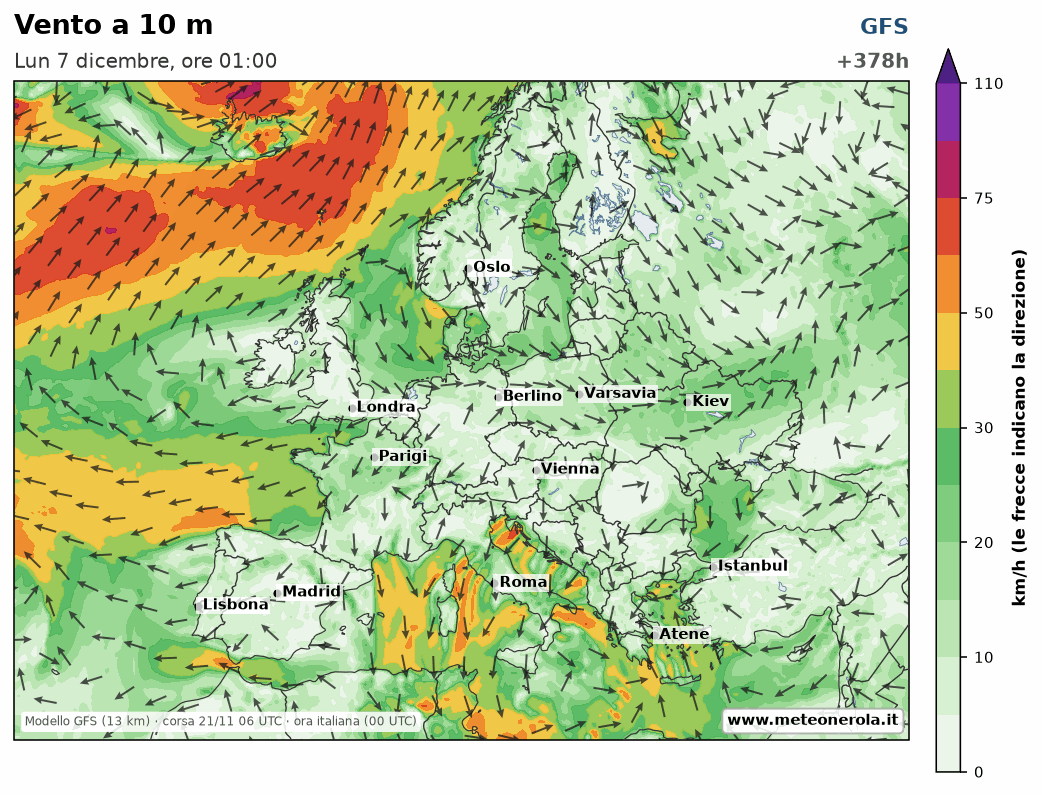 Vento a 10 m
GFS
Lun 7 dicembre, ore 01:00
+378h
110
75
50
30
20
10
0
km/h (le frecce indicano la direzione)
Oslo
Berlino
Varsavia
Kiev
Londra
Parigi
Vienna
Istanbul
Roma
Madrid
Lisbona
Atene
Modello GFS (13 km) · corsa 21/11 06 UTC · ora italiana (00 UTC)
www.meteonerola.it